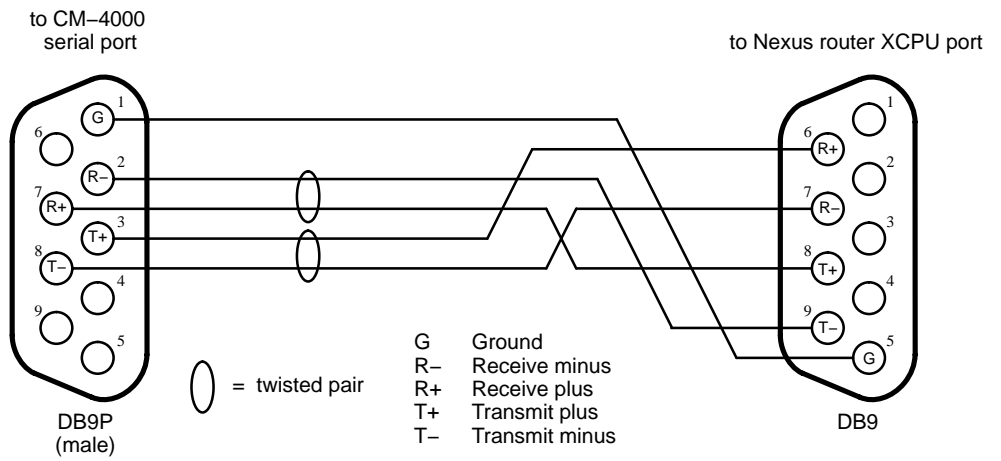 to CM−4000
serial port
to Nexus router XCPU port
1
G
6
2
R−
7
R+
3
T+
8
T−
4
9
5
1
6
R+
2
7
R−
3
8
T+
4
9
T−
5
G
= twisted pair
G Ground
R− Receive minus
R+ Receive plus
T+ Transmit plus
T− Transmit minus
DB9P
(male)
DB9